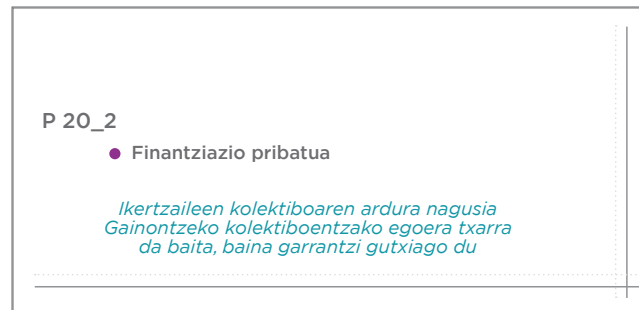 P 20_2
Finantziazio pribatua
Ikertzaileen kolektiboaren ardura nagusia
Gainontzeko kolektiboentzako egoera txarra
da baita, baina garrantzi gutxiago du